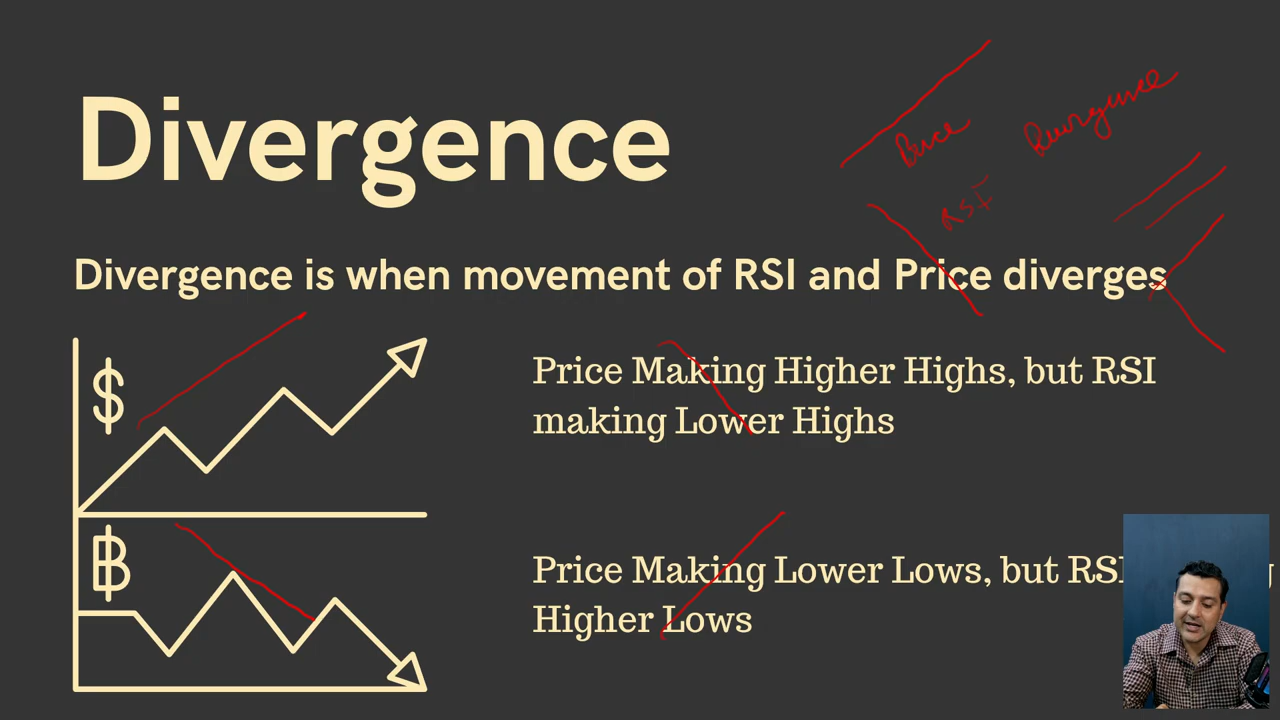 Divergence
Price
RSI
Divergence is when movement of RSI and Price diverges
$
Price Making Higher Highs, but RSI
making Lower Highs
฿
Price Making Lower Lows, but RSI
Higher Lows